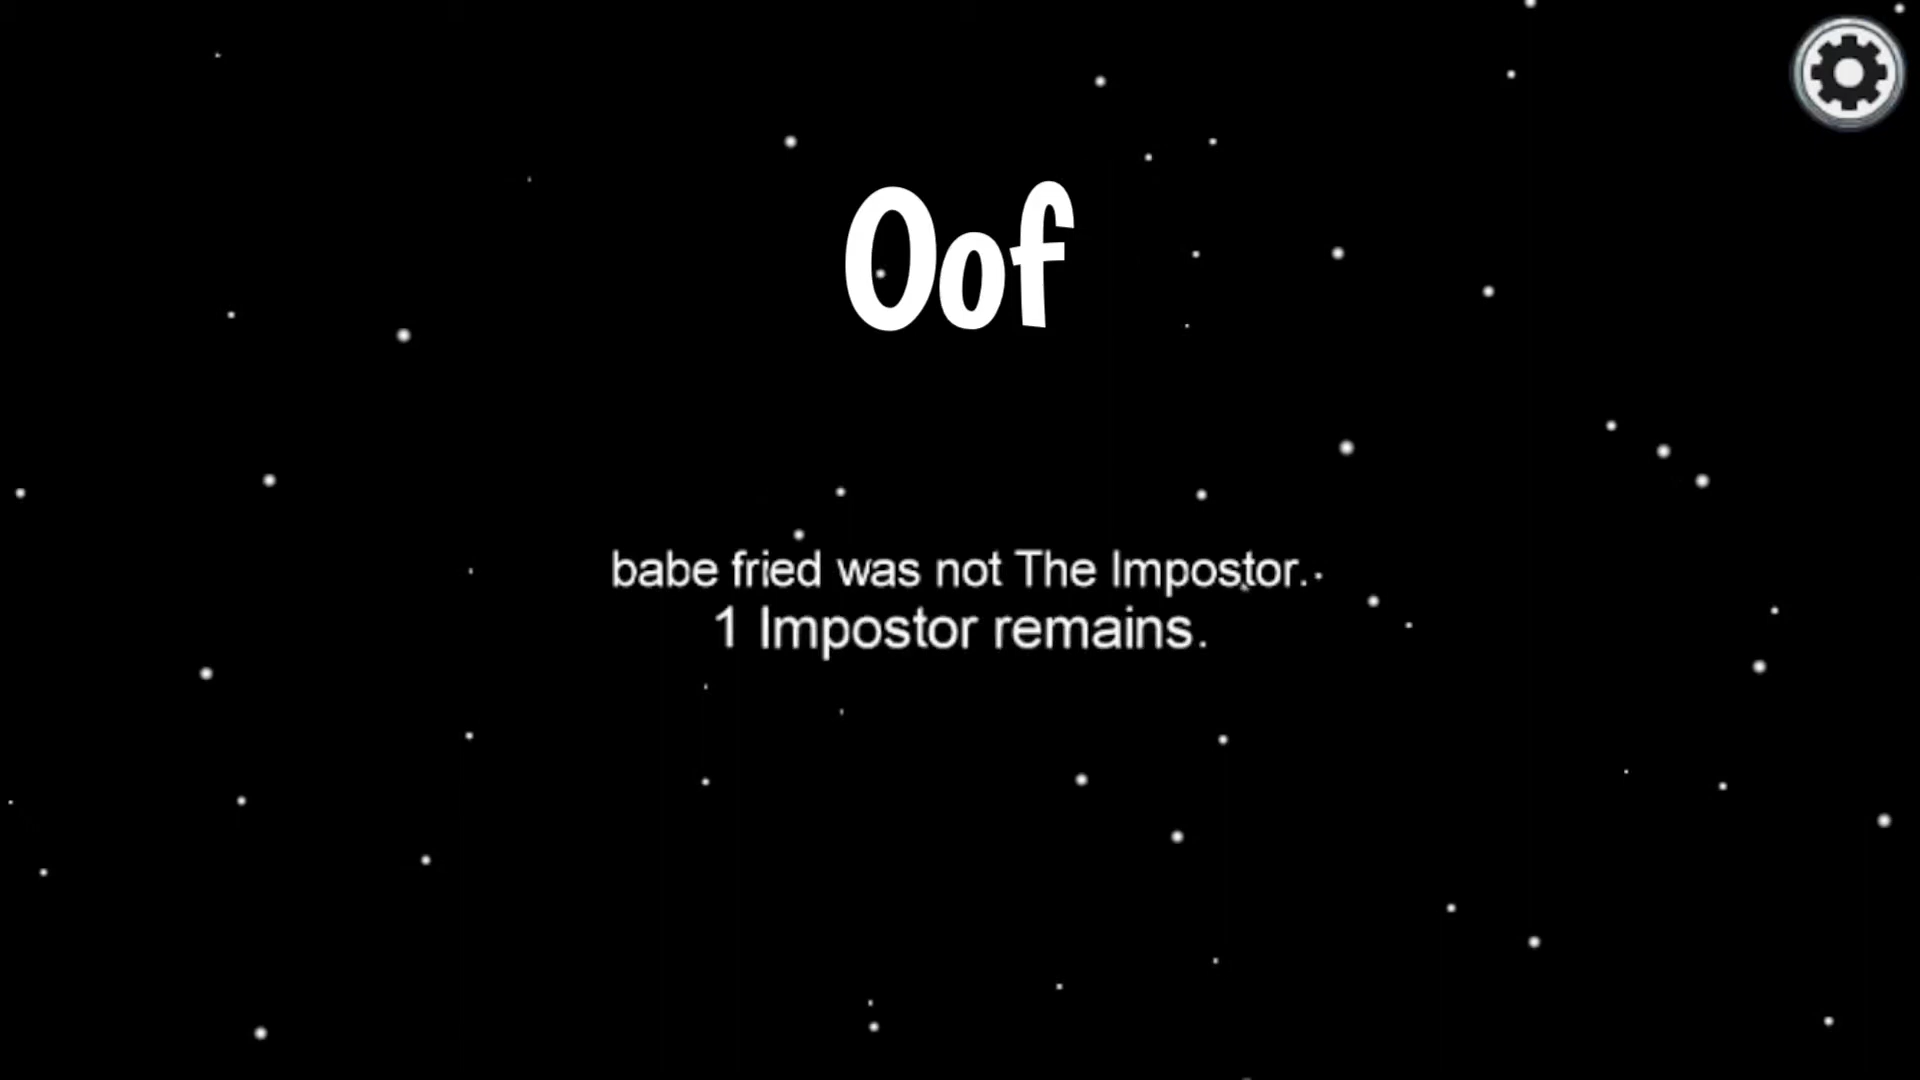 Oof
babe fried was not The Impostor.
1 Impostor remains.